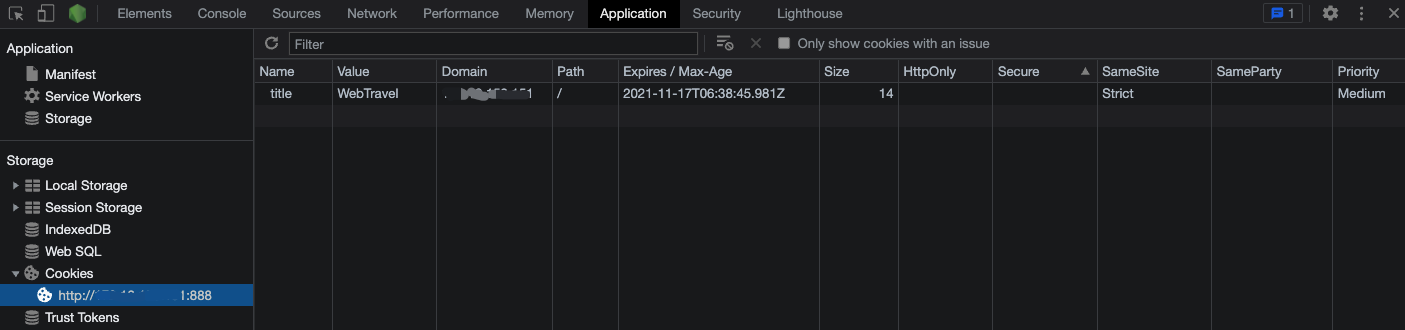 Elements Console Sources Network Performance Memory Application Security Lighthouse 1
Application
Manifest
Service Workers
Storage
Storage
Local Storage
Session Storage
IndexedDB
Web SQL
Cookies
http:// 1:888
Trust Tokens
Filter Only show cookies with an issue
Name Value Domain Path Expires / Max-Age Size HttpOnly Secure SameSite SameParty Priority
title WebTravel . / 2021-11-17T06:38:45.981Z 14 Strict Medium